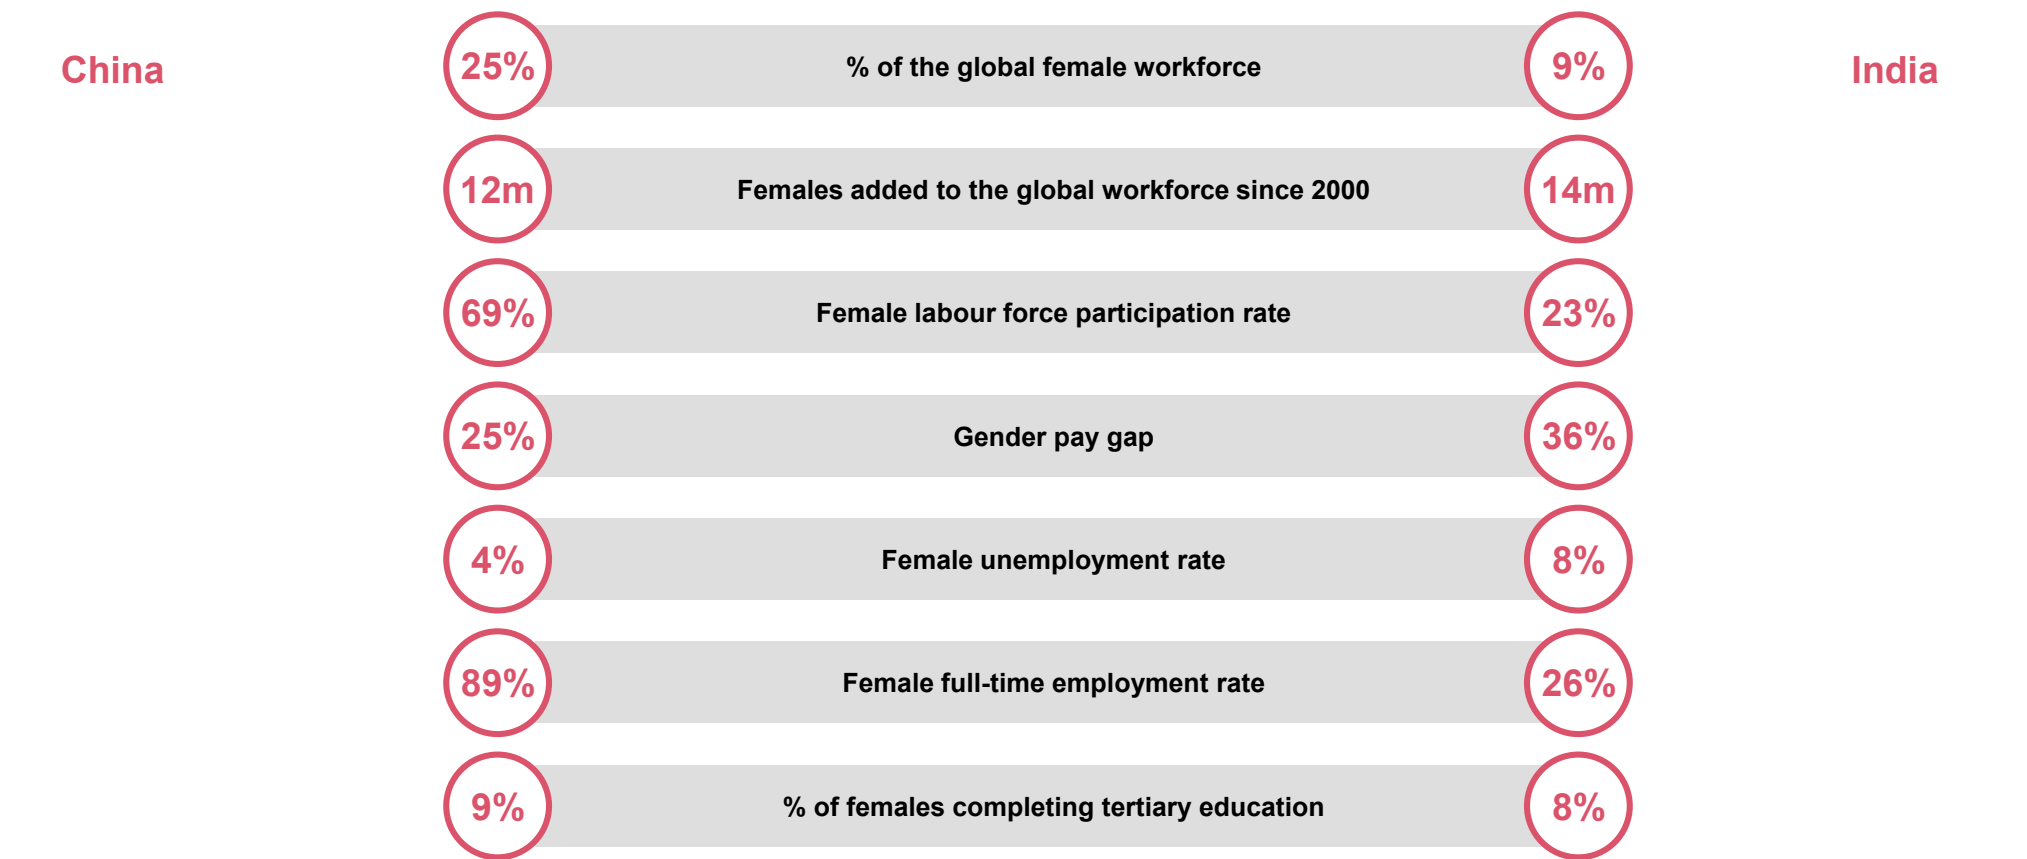 China
25%
% of the global female workforce
9%
India
12m
Females added to the global workforce since 2000
14m
69%
Female labour force participation rate
23%
25%
Gender pay gap
36%
4%
Female unemployment rate
8%
89%
Female full-time employment rate
26%
9%
% of females completing tertiary education
8%